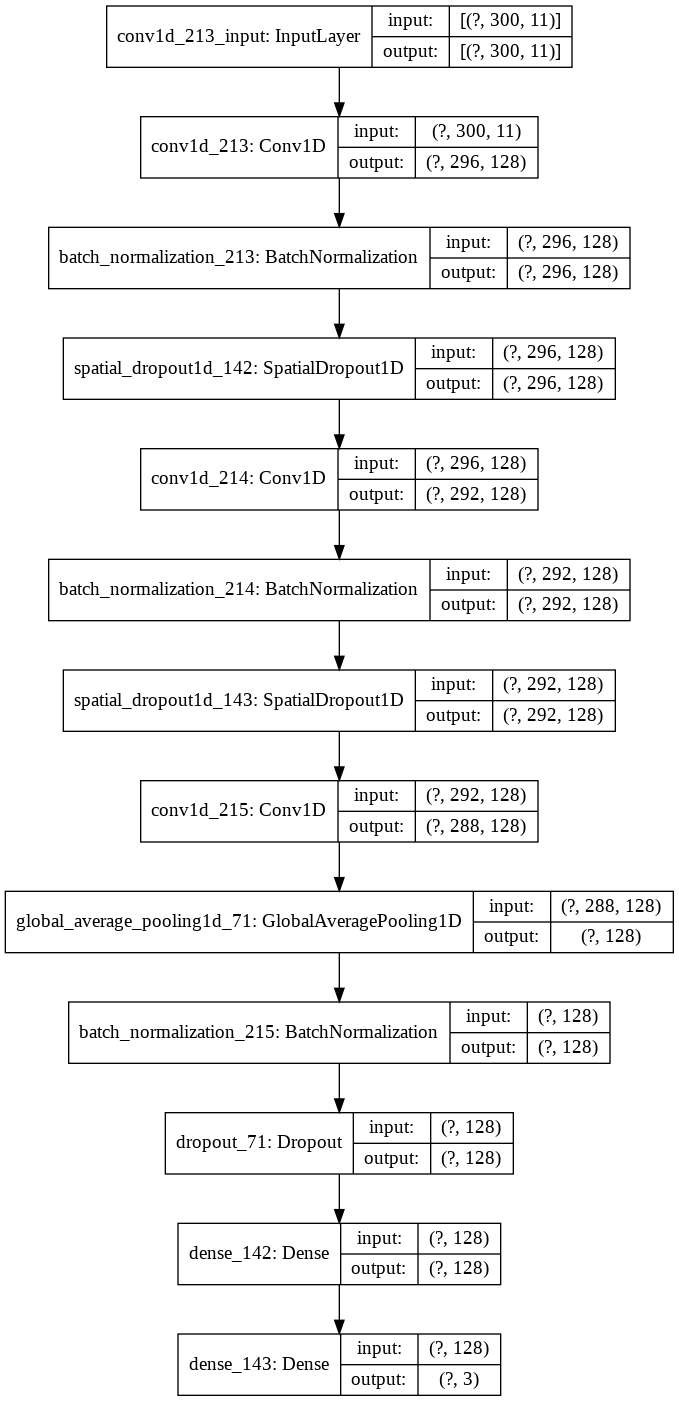 conv1d_213_input: InputLayer
input: [(?, 300, 11)]
output: [(?, 300, 11)]
conv1d_213: Conv1D
input: (?, 300, 11)
output: (?, 296, 128)
batch_normalization_213: BatchNormalization
input: (?, 296, 128)
output: (?, 296, 128)
spatial_dropout1d_142: SpatialDropout1D
input: (?, 296, 128)
output: (?, 296, 128)
conv1d_214: Conv1D
input: (?, 296, 128)
output: (?, 292, 128)
batch_normalization_214: BatchNormalization
input: (?, 292, 128)
output: (?, 292, 128)
spatial_dropout1d_143: SpatialDropout1D
input: (?, 292, 128)
output: (?, 292, 128)
conv1d_215: Conv1D
input: (?, 292, 128)
output: (?, 288, 128)
global_average_pooling1d_71: GlobalAveragePooling1D
input: (?, 288, 128)
output: (?, 128)
batch_normalization_215: BatchNormalization
input: (?, 128)
output: (?, 128)
dropout_71: Dropout
input: (?, 128)
output: (?, 128)
dense_142: Dense
input: (?, 128)
output: (?, 128)
dense_143: Dense
input: (?, 128)
output: (?, 3)